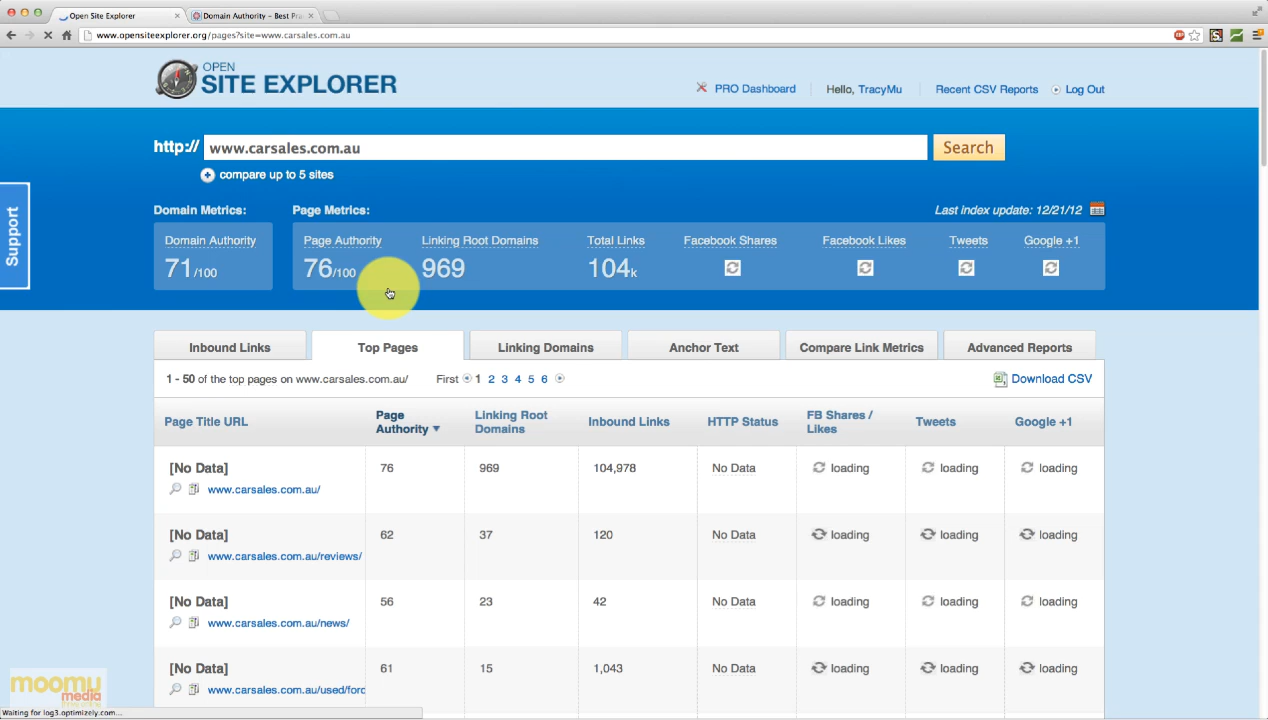 Open Site Explorer
Domain Authority - Best Pra
www.opensiteexplorer.org/pages?site=www.carsales.com.au
OPEN
SITE EXPLORER
PRO Dashboard
Hello, TracyMu
Recent CSV Reports
Log Out
http://
www.carsales.com.au
Search
compare up to 5 sites
Support
Domain Metrics:
Page Metrics:
Last index update: 12/21/12
Domain Authority
Page Authority
Linking Root Domains
Total Links
Facebook Shares
Facebook Likes
Tweets
Google +1
71/100
76/100
969
104k
Inbound Links
Top Pages
Linking Domains
Anchor Text
Compare Link Metrics
Advanced Reports
1 - 50 of the top pages on www.carsales.com.au/
First 1 2 3 4 5 6
Download CSV
Page Title URL
Page
Authority
Linking Root
Domains
Inbound Links
HTTP Status
FB Shares /
Likes
Tweets
Google +1
[No Data]
www.carsales.com.au/
76
969
104,978
No Data
loading
loading
loading
[No Data]
www.carsales.com.au/reviews/
62
37
120
No Data
loading
loading
loading
[No Data]
www.carsales.com.au/news/
56
23
42
No Data
loading
loading
loading
[No Data]
www.carsales.com.au/used/ford
61
15
1,043
No Data
loading
loading
loading
moomu
media
Waiting for log3.optimizely.com...